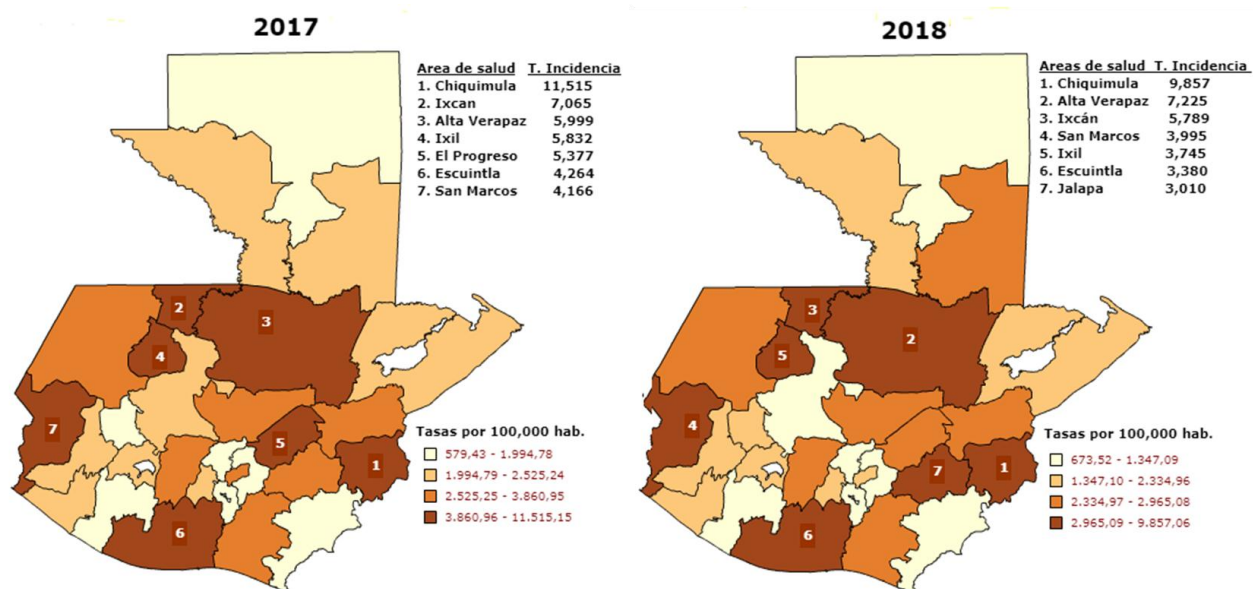 2017
Area de salud T. Incidencia
1. Chiquimula 11,515
2. Ixcan 7,065
3. Alta Verapaz 5,999
4. Ixil 5,832
5. El Progreso 5,377
6. Escuintla 4,264
7. San Marcos 4,166
2
3
4
7
5
1
6
Tasas por 100,000 hab.
579,43 - 1.994,78
1.994,79 - 2.525,24
2.525,25 - 3.860,95
3.860,96 - 11.515,15
2018
Areas de salud T. Incidencia
1. Chiquimula 9,857
2. Alta Verapaz 7,225
3. Ixcán 5,789
4. San Marcos 3,995
5. Ixil 3,745
6. Escuintla 3,380
7. Jalapa 3,010
3
2
5
4
7
1
6
Tasas por 100,000 hab.
673,52 - 1.347,09
1.347,10 - 2.334,96
2.334,97 - 2.965,08
2.965,09 - 9.857,06